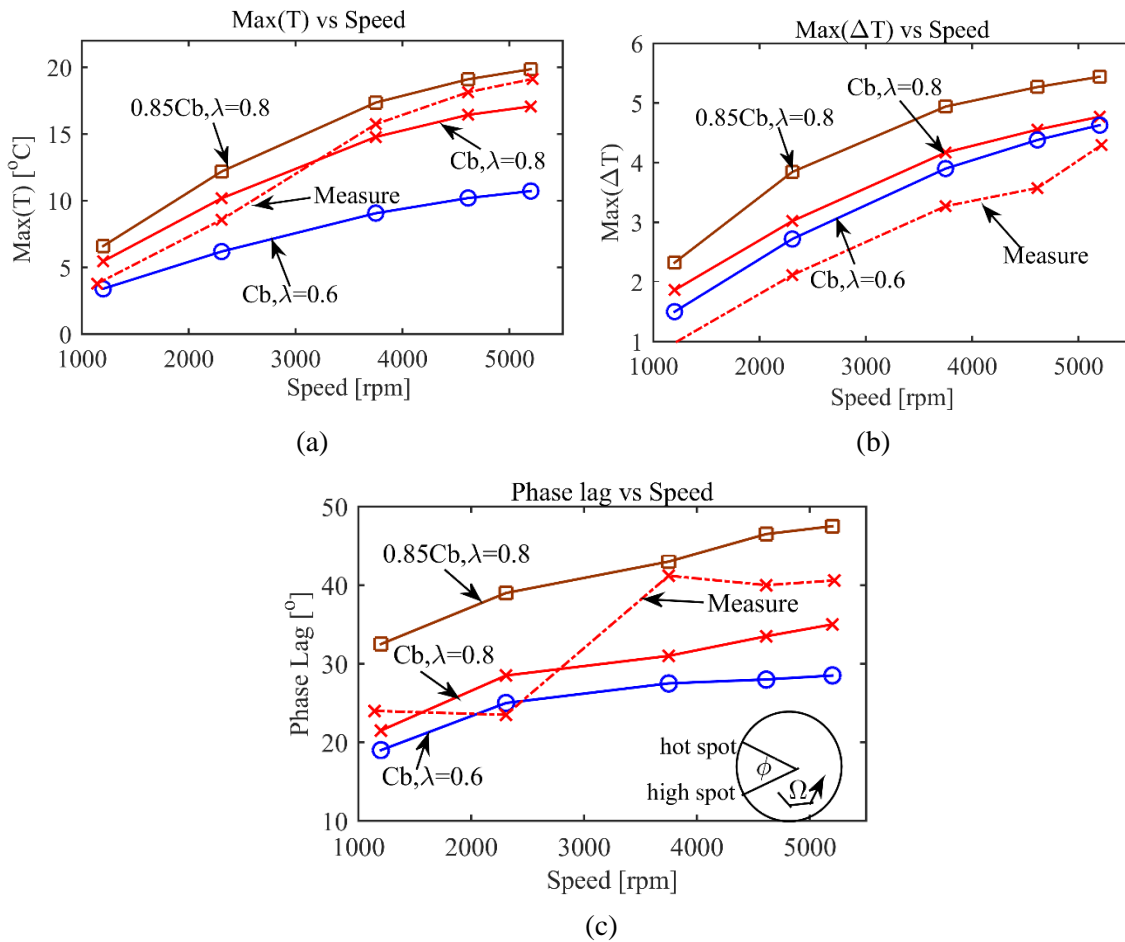 Max(T) vs Speed
20
15
10
5
0
Max(T) [°C]
0.85Cb,λ=0.8
Cb,λ=0.8
Measure
Cb,λ=0.6
1000 2000 3000 4000 5000
Speed [rpm]
(a)
Max(ΔT) vs Speed
6
5
4
3
2
1
Max(ΔT)
Cb,λ=0.8
0.85Cb,λ=0.8
Measure
Cb,λ=0.6
1000 2000 3000 4000 5000
Speed [rpm]
(b)
Phase lag vs Speed
50
40
30
20
10
Phase Lag [°]
0.85Cb,λ=0.8
Measure
Cb,λ=0.8
Cb,λ=0.6
hot spot
ϕ
high spot
Ω
1000 2000 3000 4000 5000
Speed [rpm]
(c)